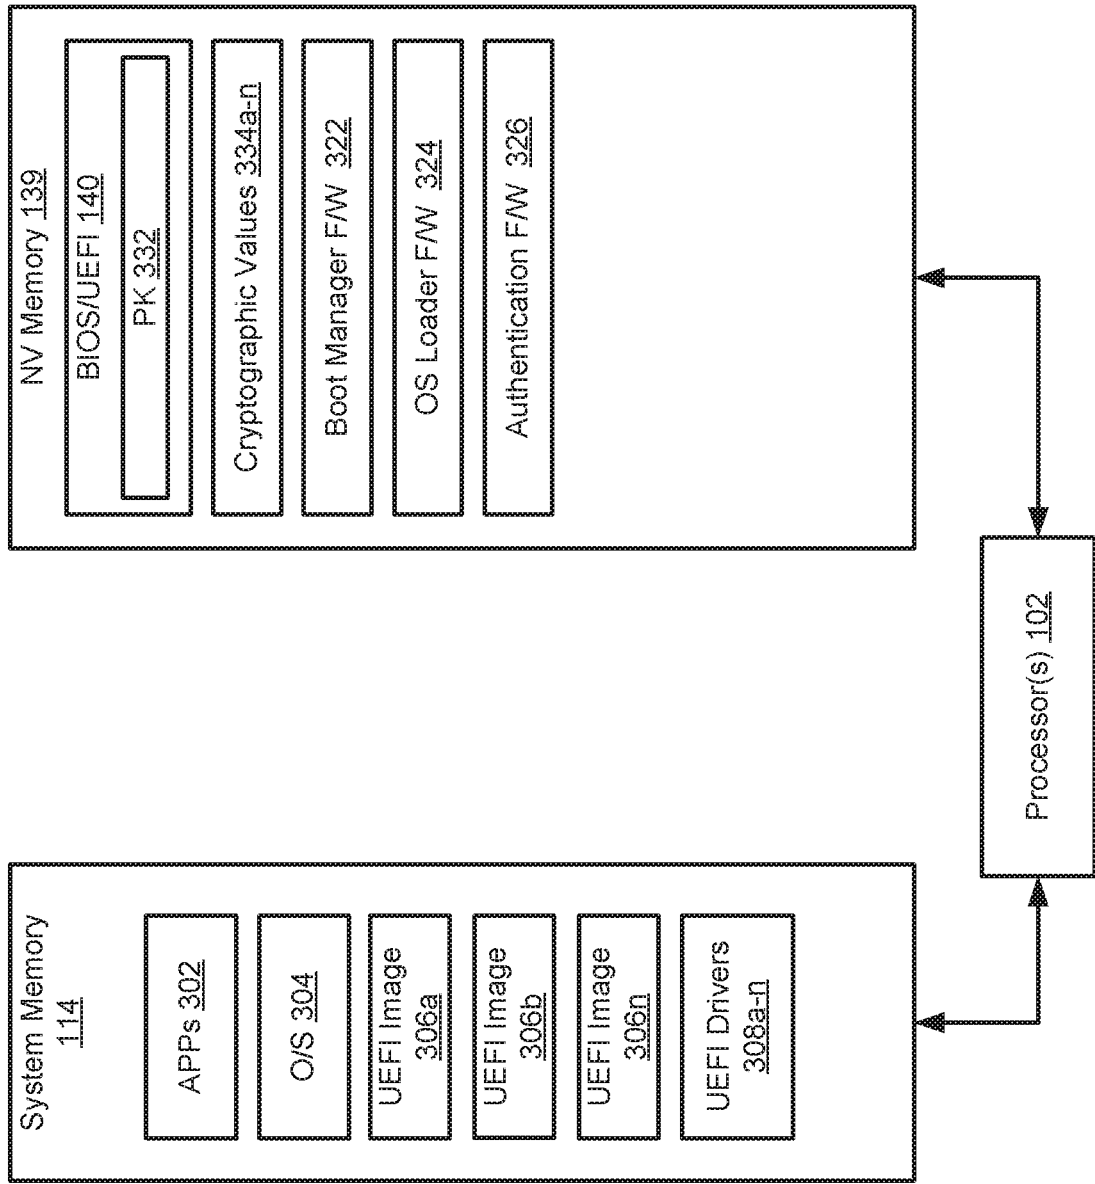 System Memory
114
APPs 302
O/S 304
UEFI Image
306a
UEFI Image
306b
UEFI Image
306n
UEFI Drivers
308a-n
Processor(s) 102
NV Memory 139
BIOS/UEFI 140
PK 332
Cryptographic Values 334a-n
Boot Manager F/W 322
OS Loader F/W 324
Authentication F/W 326